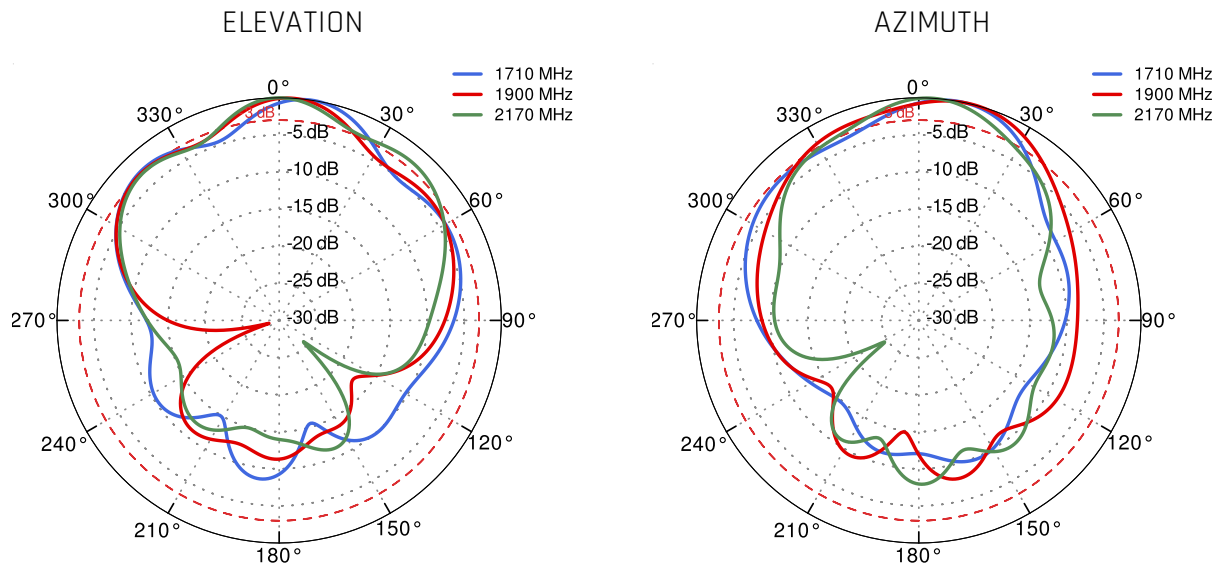 ELEVATION
1710 MHz
1900 MHz
2170 MHz
0°
30°
60°
90°
120°
150°
180°
210°
240°
270°
300°
330°
3 dB
-5 dB
-10 dB
-15 dB
-20 dB
-25 dB
-30 dB
AZIMUTH
1710 MHz
1900 MHz
2170 MHz
0°
30°
60°
90°
120°
150°
180°
210°
240°
270°
300°
330°
3 dB
-5 dB
-10 dB
-15 dB
-20 dB
-25 dB
-30 dB